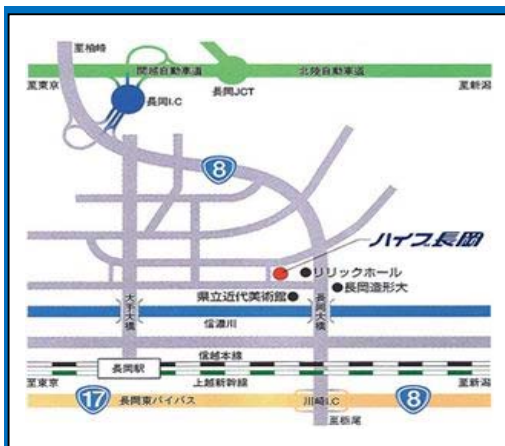 至柏崎
関越自動車道
北陸自動車道
至東京
長岡I.C
長岡JCT
至新潟
8
ハイブ長岡
リリックホール
長岡造形大
県立近代美術館
大手大橋
長岡大橋
信濃川
信越本線
長岡駅
至東京
上越新幹線
至新潟
17
長岡東バイパス
川崎I.C
8
至栃尾